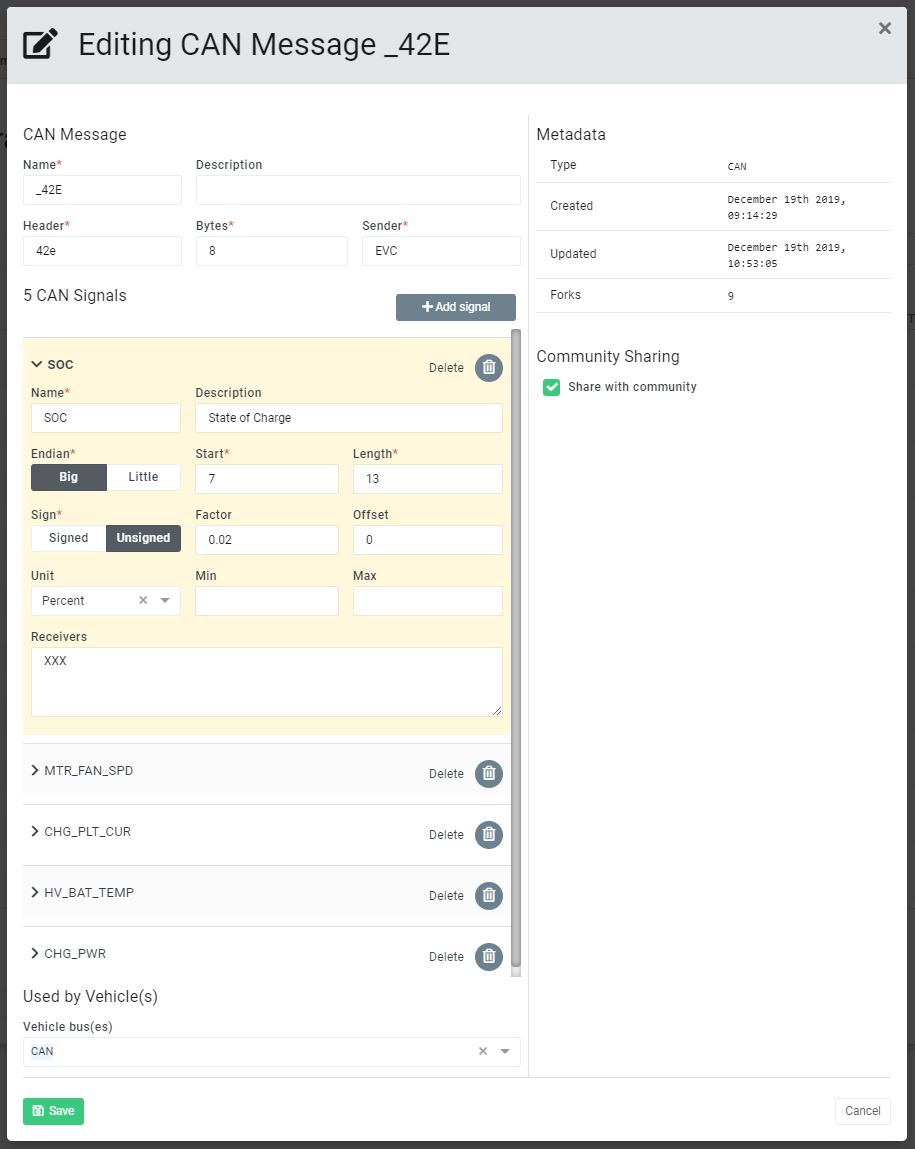 Editing CAN Message _42E
CAN Message
Name*
Description
_42E
Header*
Bytes*
Sender*
42e
8
EVC
5 CAN Signals
Add signal
SOC
Delete
Name*
Description
SOC
State of Charge
Endian*
Start*
Length*
Big
Little
7
13
Sign*
Factor
Offset
Signed
Unsigned
0.02
0
Unit
Min
Max
Percent
Receivers
XXX
MTR_FAN_SPD
Delete
CHG_PLT_CUR
Delete
HV_BAT_TEMP
Delete
CHG_PWR
Delete
Used by Vehicle(s)
Vehicle bus(es)
CAN
Save
Cancel
Metadata
Type
CAN
Created
December 19th 2019,
09:14:29
Updated
December 19th 2019,
10:53:05
Forks
9
Community Sharing
Share with community